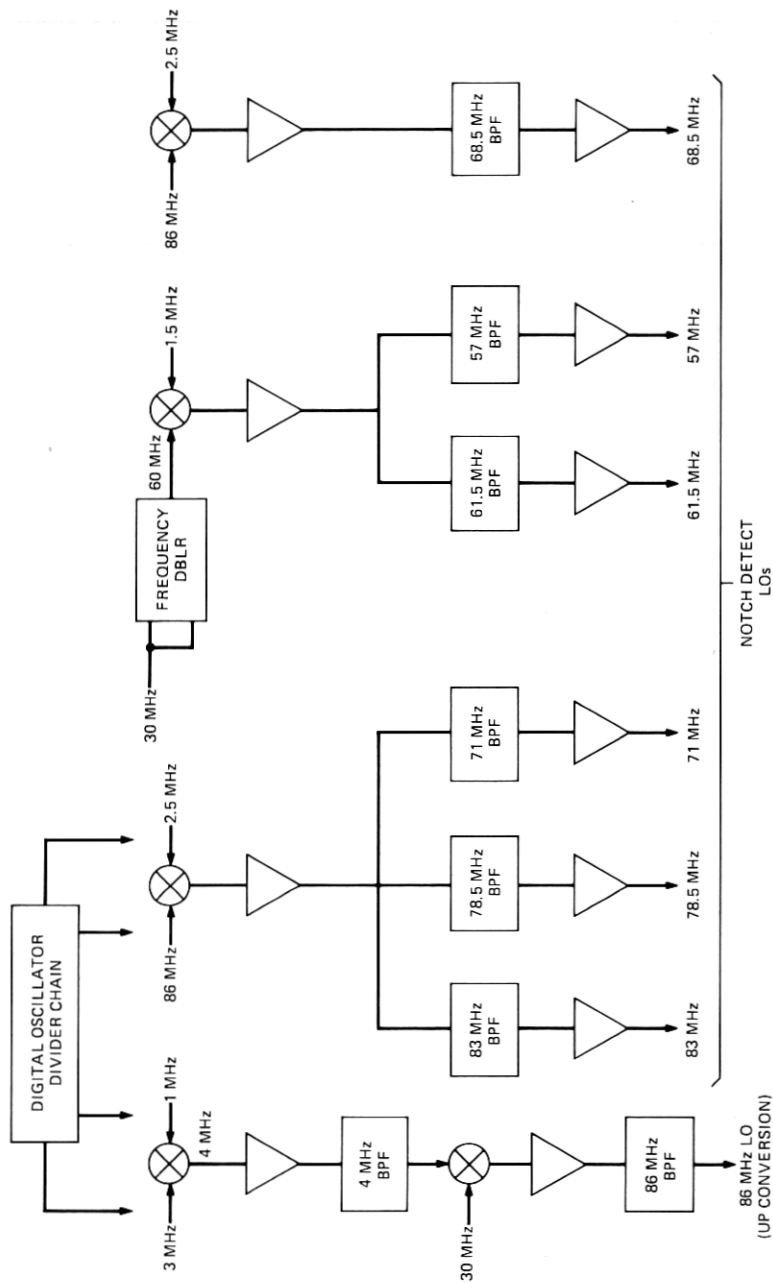 DIGITAL OSCILLATOR
DIVIDER CHAIN
3 MHz
1 MHz
4 MHz
4 MHz
BPF
30 MHz
86 MHz
BPF
86 MHz LO
(UP CONVERSION)
86 MHz
2.5 MHz
83 MHz
BPF
78.5 MHz
BPF
71 MHz
BPF
83 MHz
78.5 MHz
71 MHz
30 MHz
FREQUENCY
DBLR
60 MHz
1.5 MHz
61.5 MHz
BPF
57 MHz
BPF
61.5 MHz
57 MHz
86 MHz
2.5 MHz
68.5 MHz
BPF
68.5 MHz
NOTCH DETECT
LOs